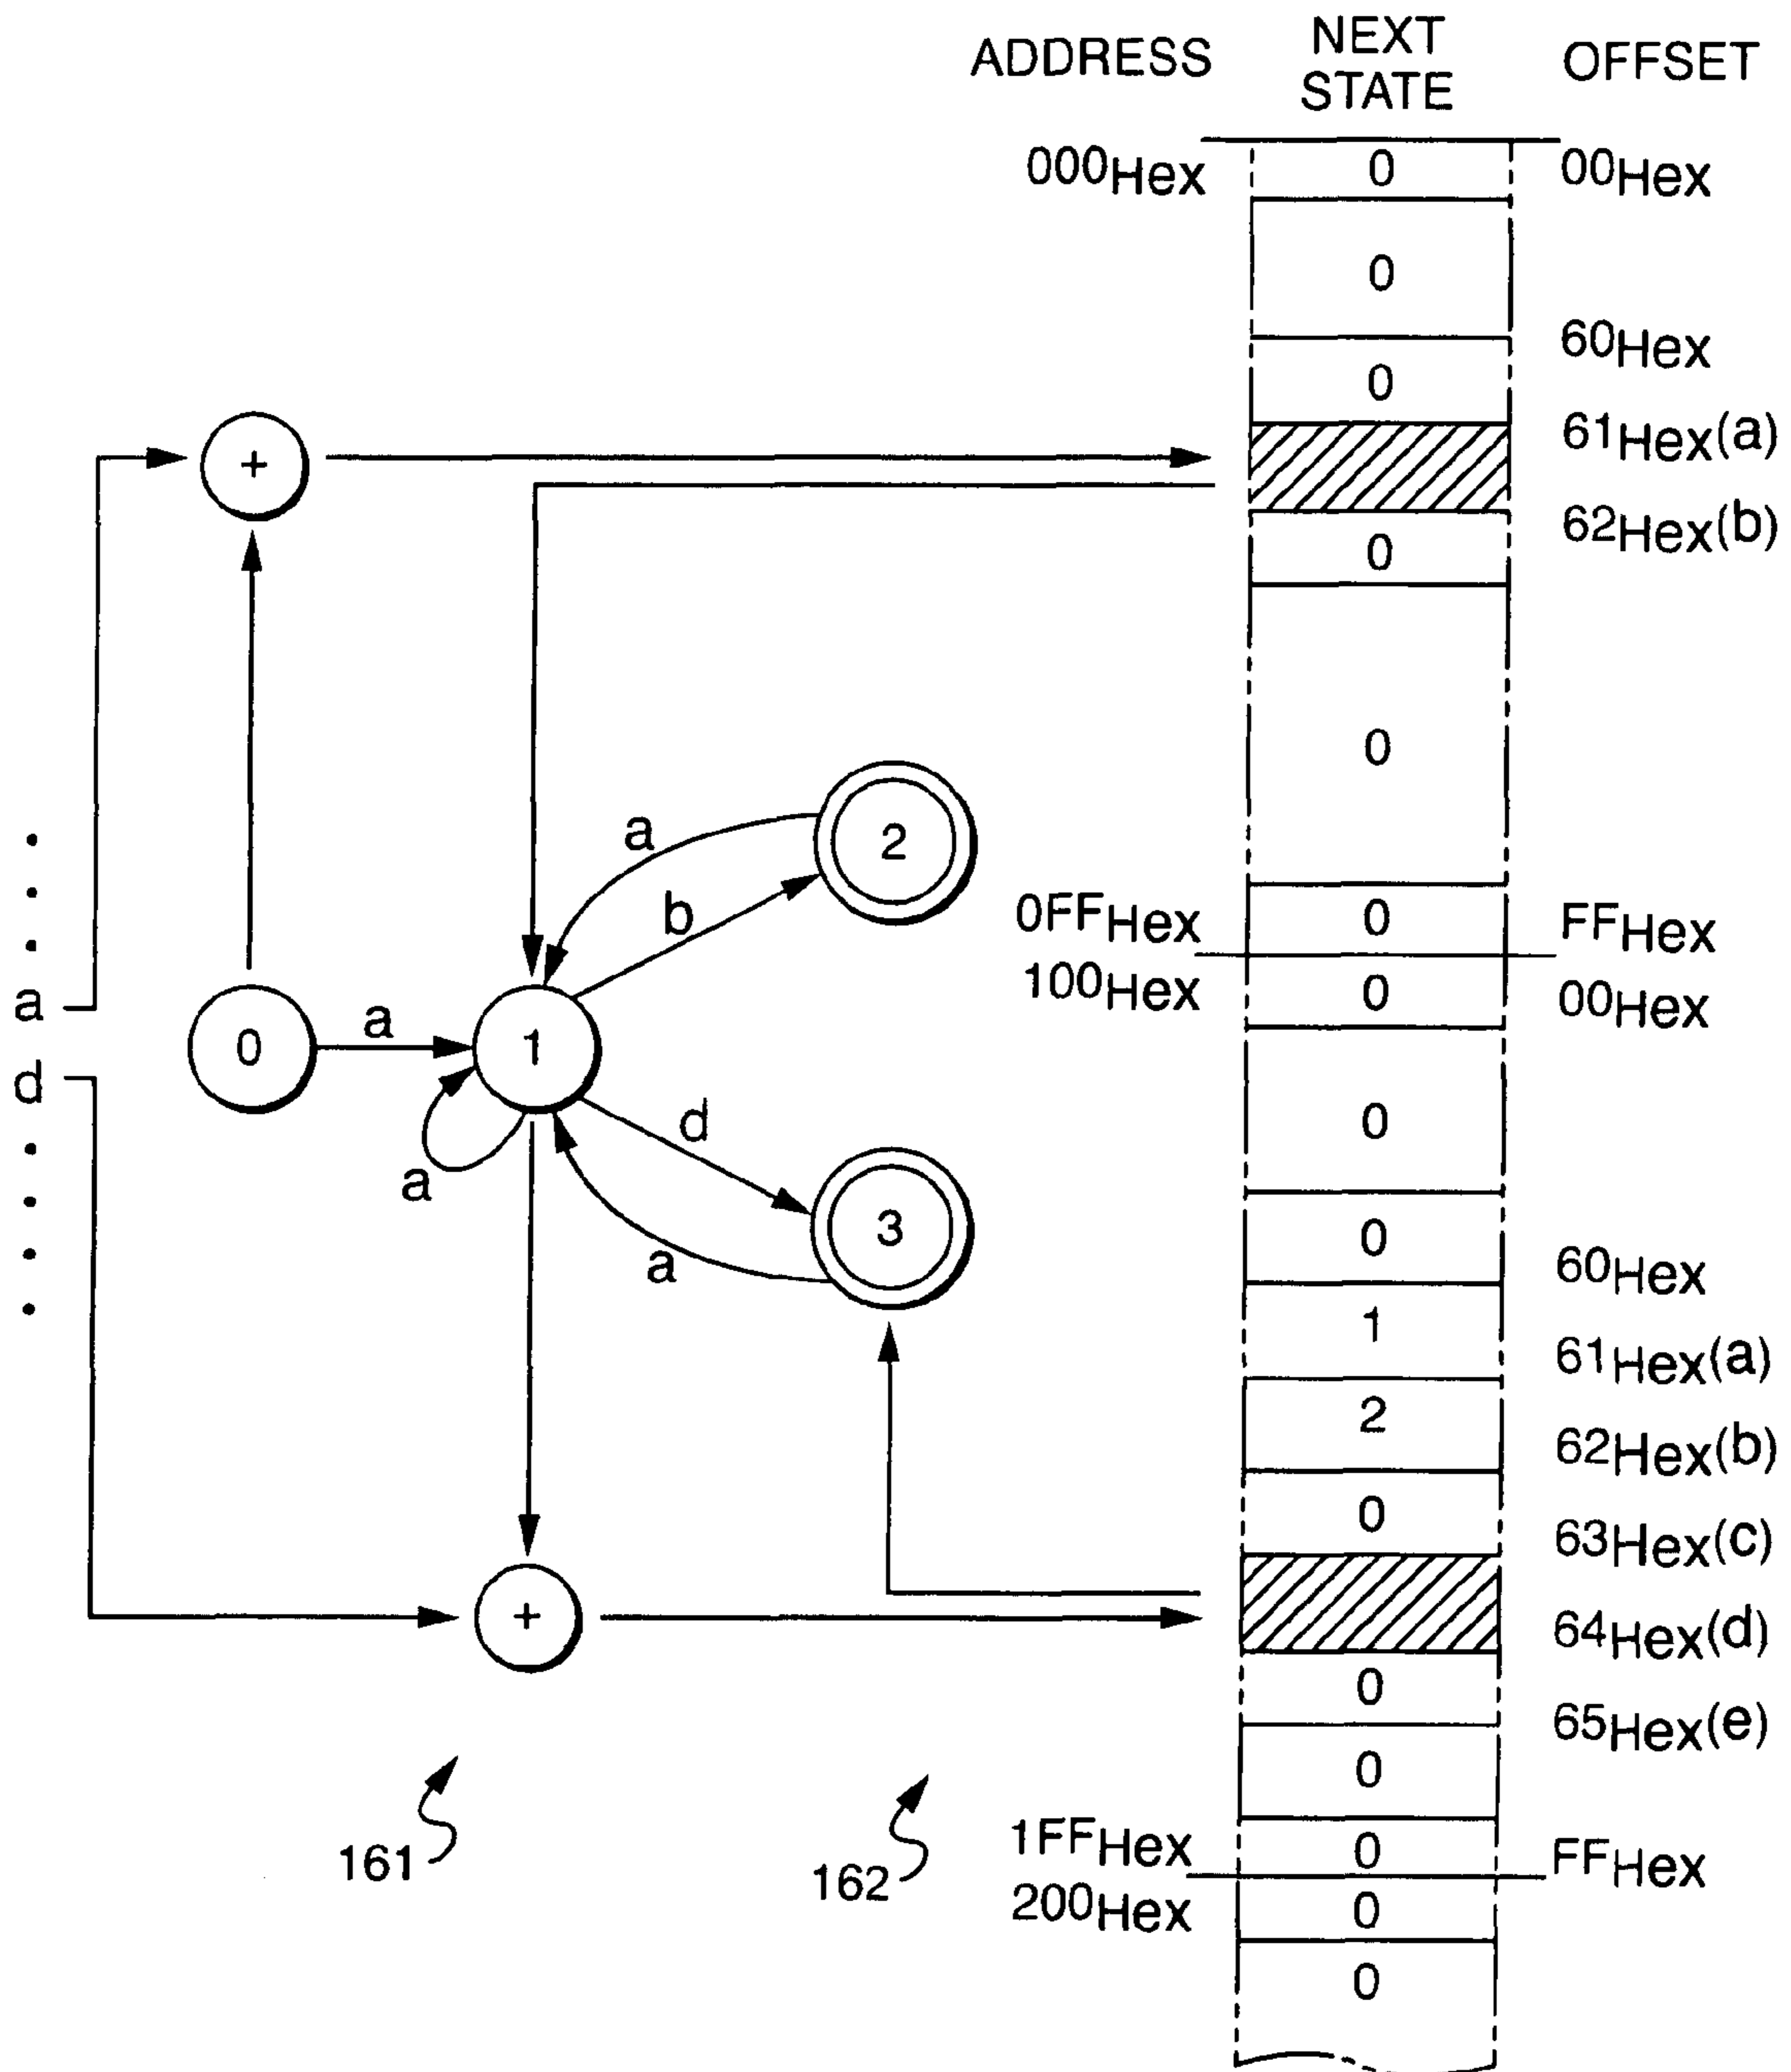 ADDRESS NEXT STATE OFFSET
000Hex 0 00Hex
0
60Hex
0
61Hex(a)
+
62Hex(b)
0
0
a 2
b
0FFHex 0 FFHex
100Hex 0 00Hex
a
0 a 1
d
d
0
a
3
0
a
60Hex
1
61Hex(a)
2
62Hex(b)
0
63Hex(c)
+
64Hex(d)
0
65Hex(e)
0
161
162
1FFHex 0 FFHex
200Hex 0
0